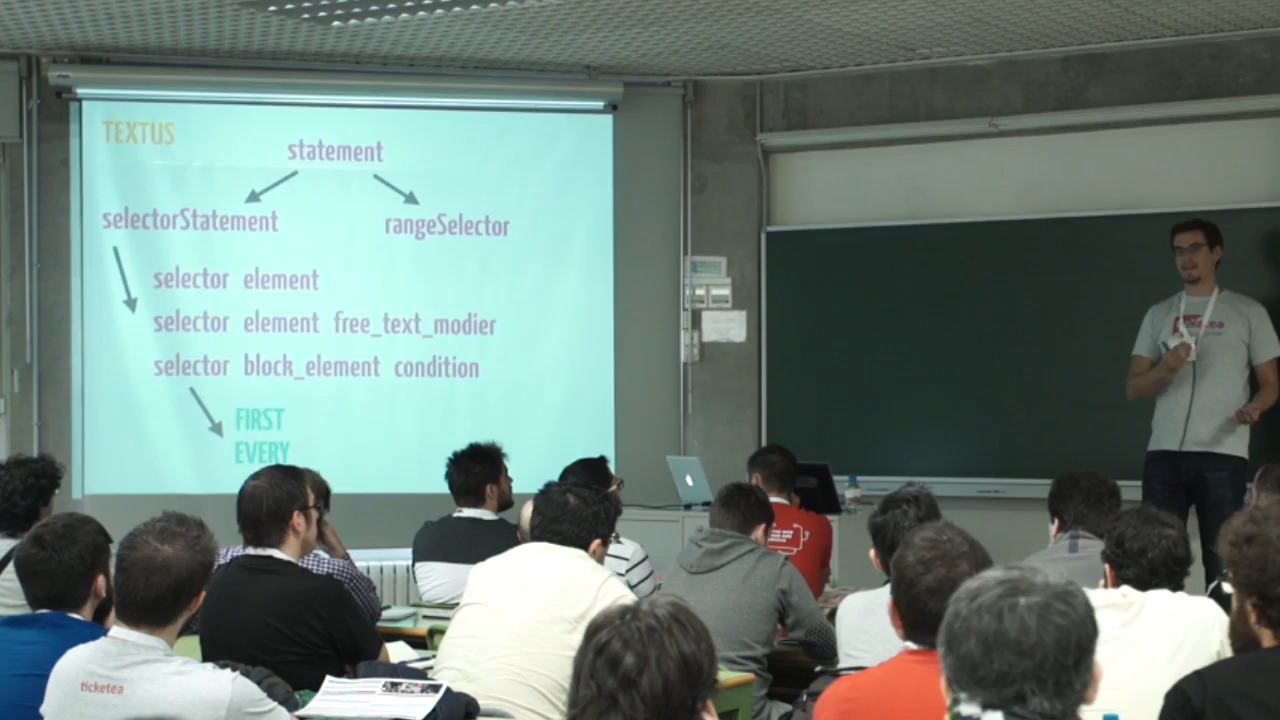 TEXTUS
statement
selectorStatement rangeSelector
selector element
selector element free_text_modier
selector block_element condition
FIRST
EVERY
ticketea